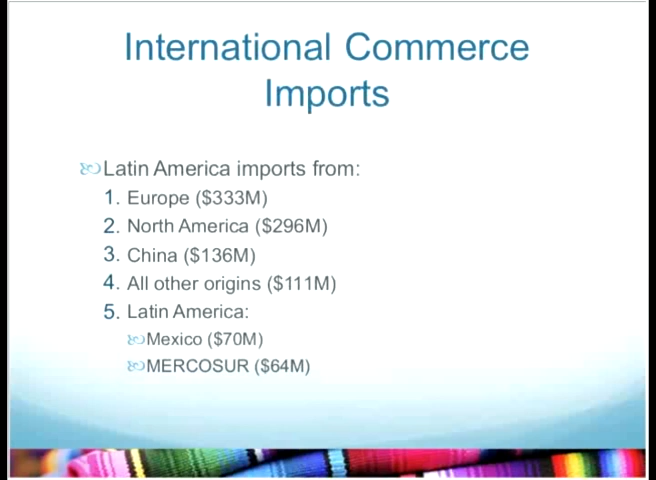 International Commerce
Imports
Latin America imports from:
1. Europe ($333M)
2. North America ($296M)
3. China ($136M)
4. All other origins ($111M)
5. Latin America:
Mexico ($70M)
MERCOSUR ($64M)